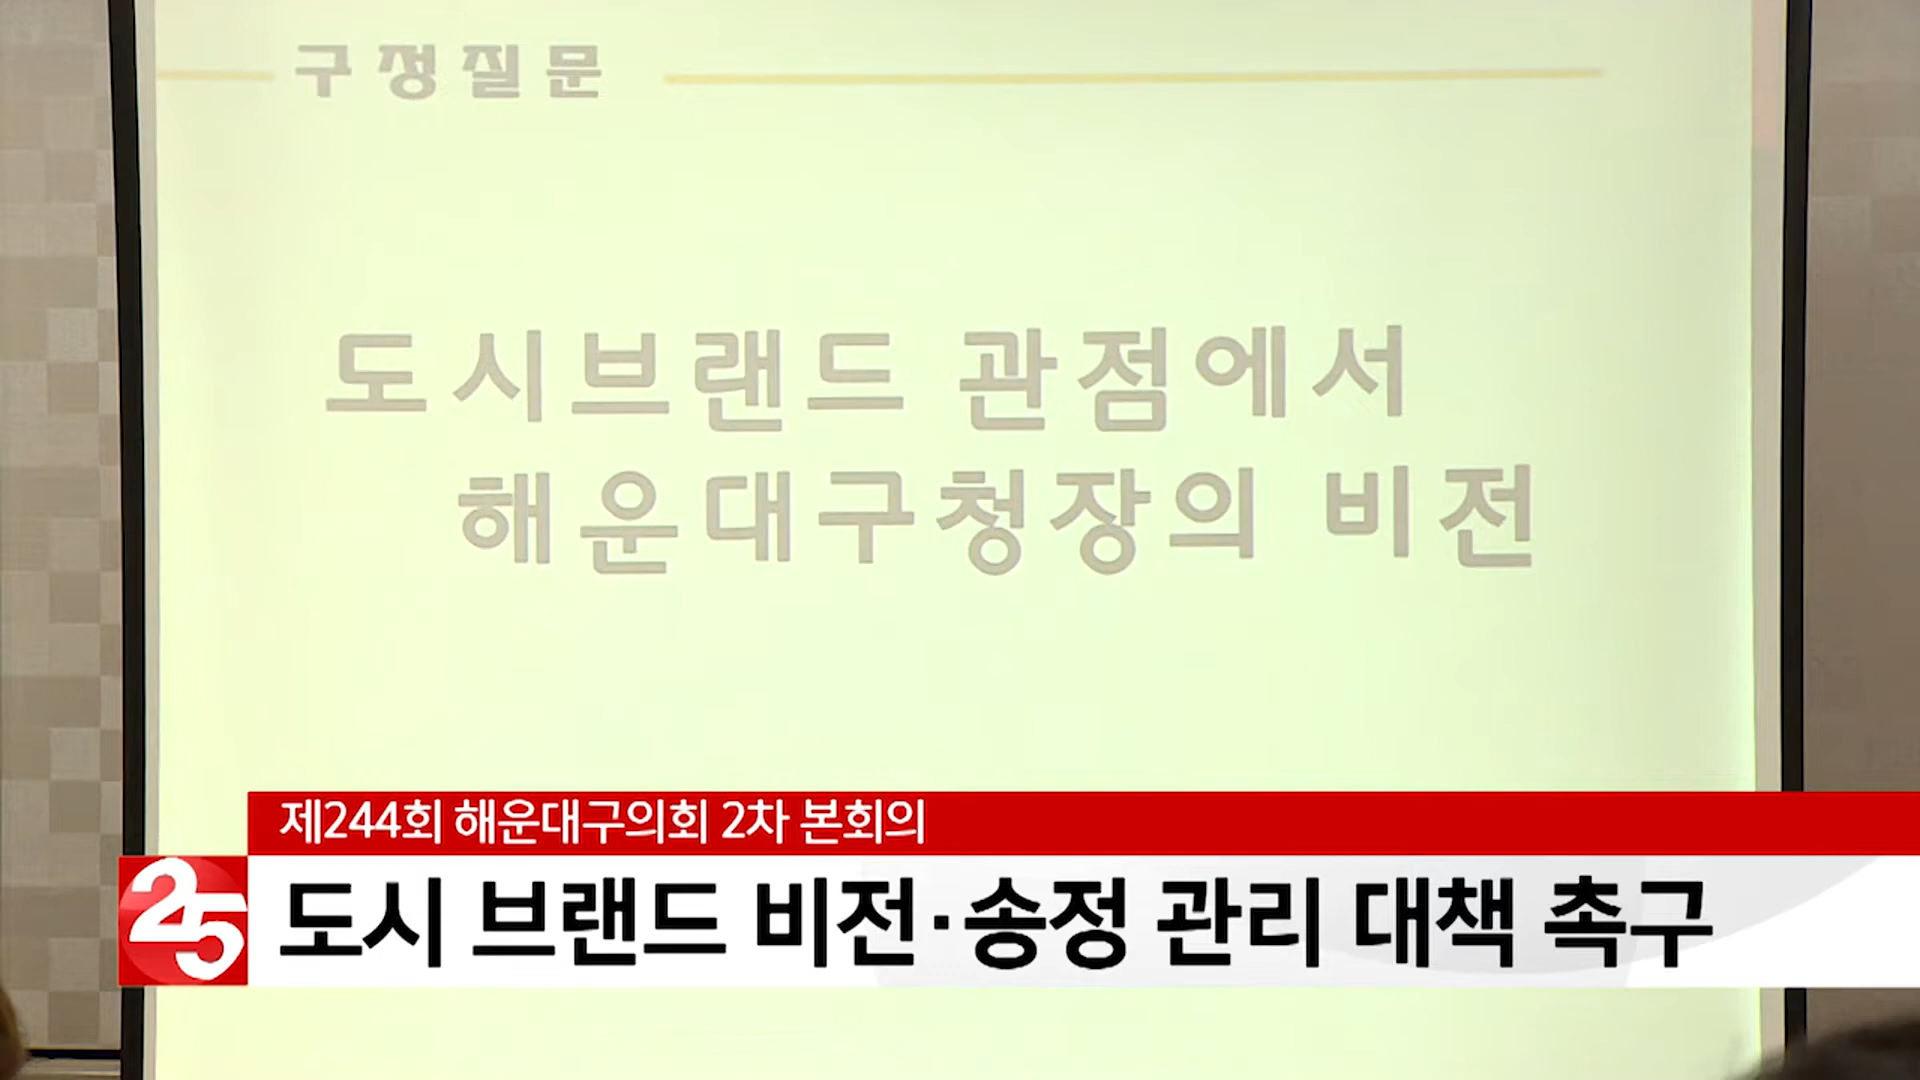 구정질문
도시브랜드 관점에서
해운대구청장의 비전
제244회 해운대구의회 2차 본회의
25
도시 브랜드 비전·송정 관리 대책 촉구